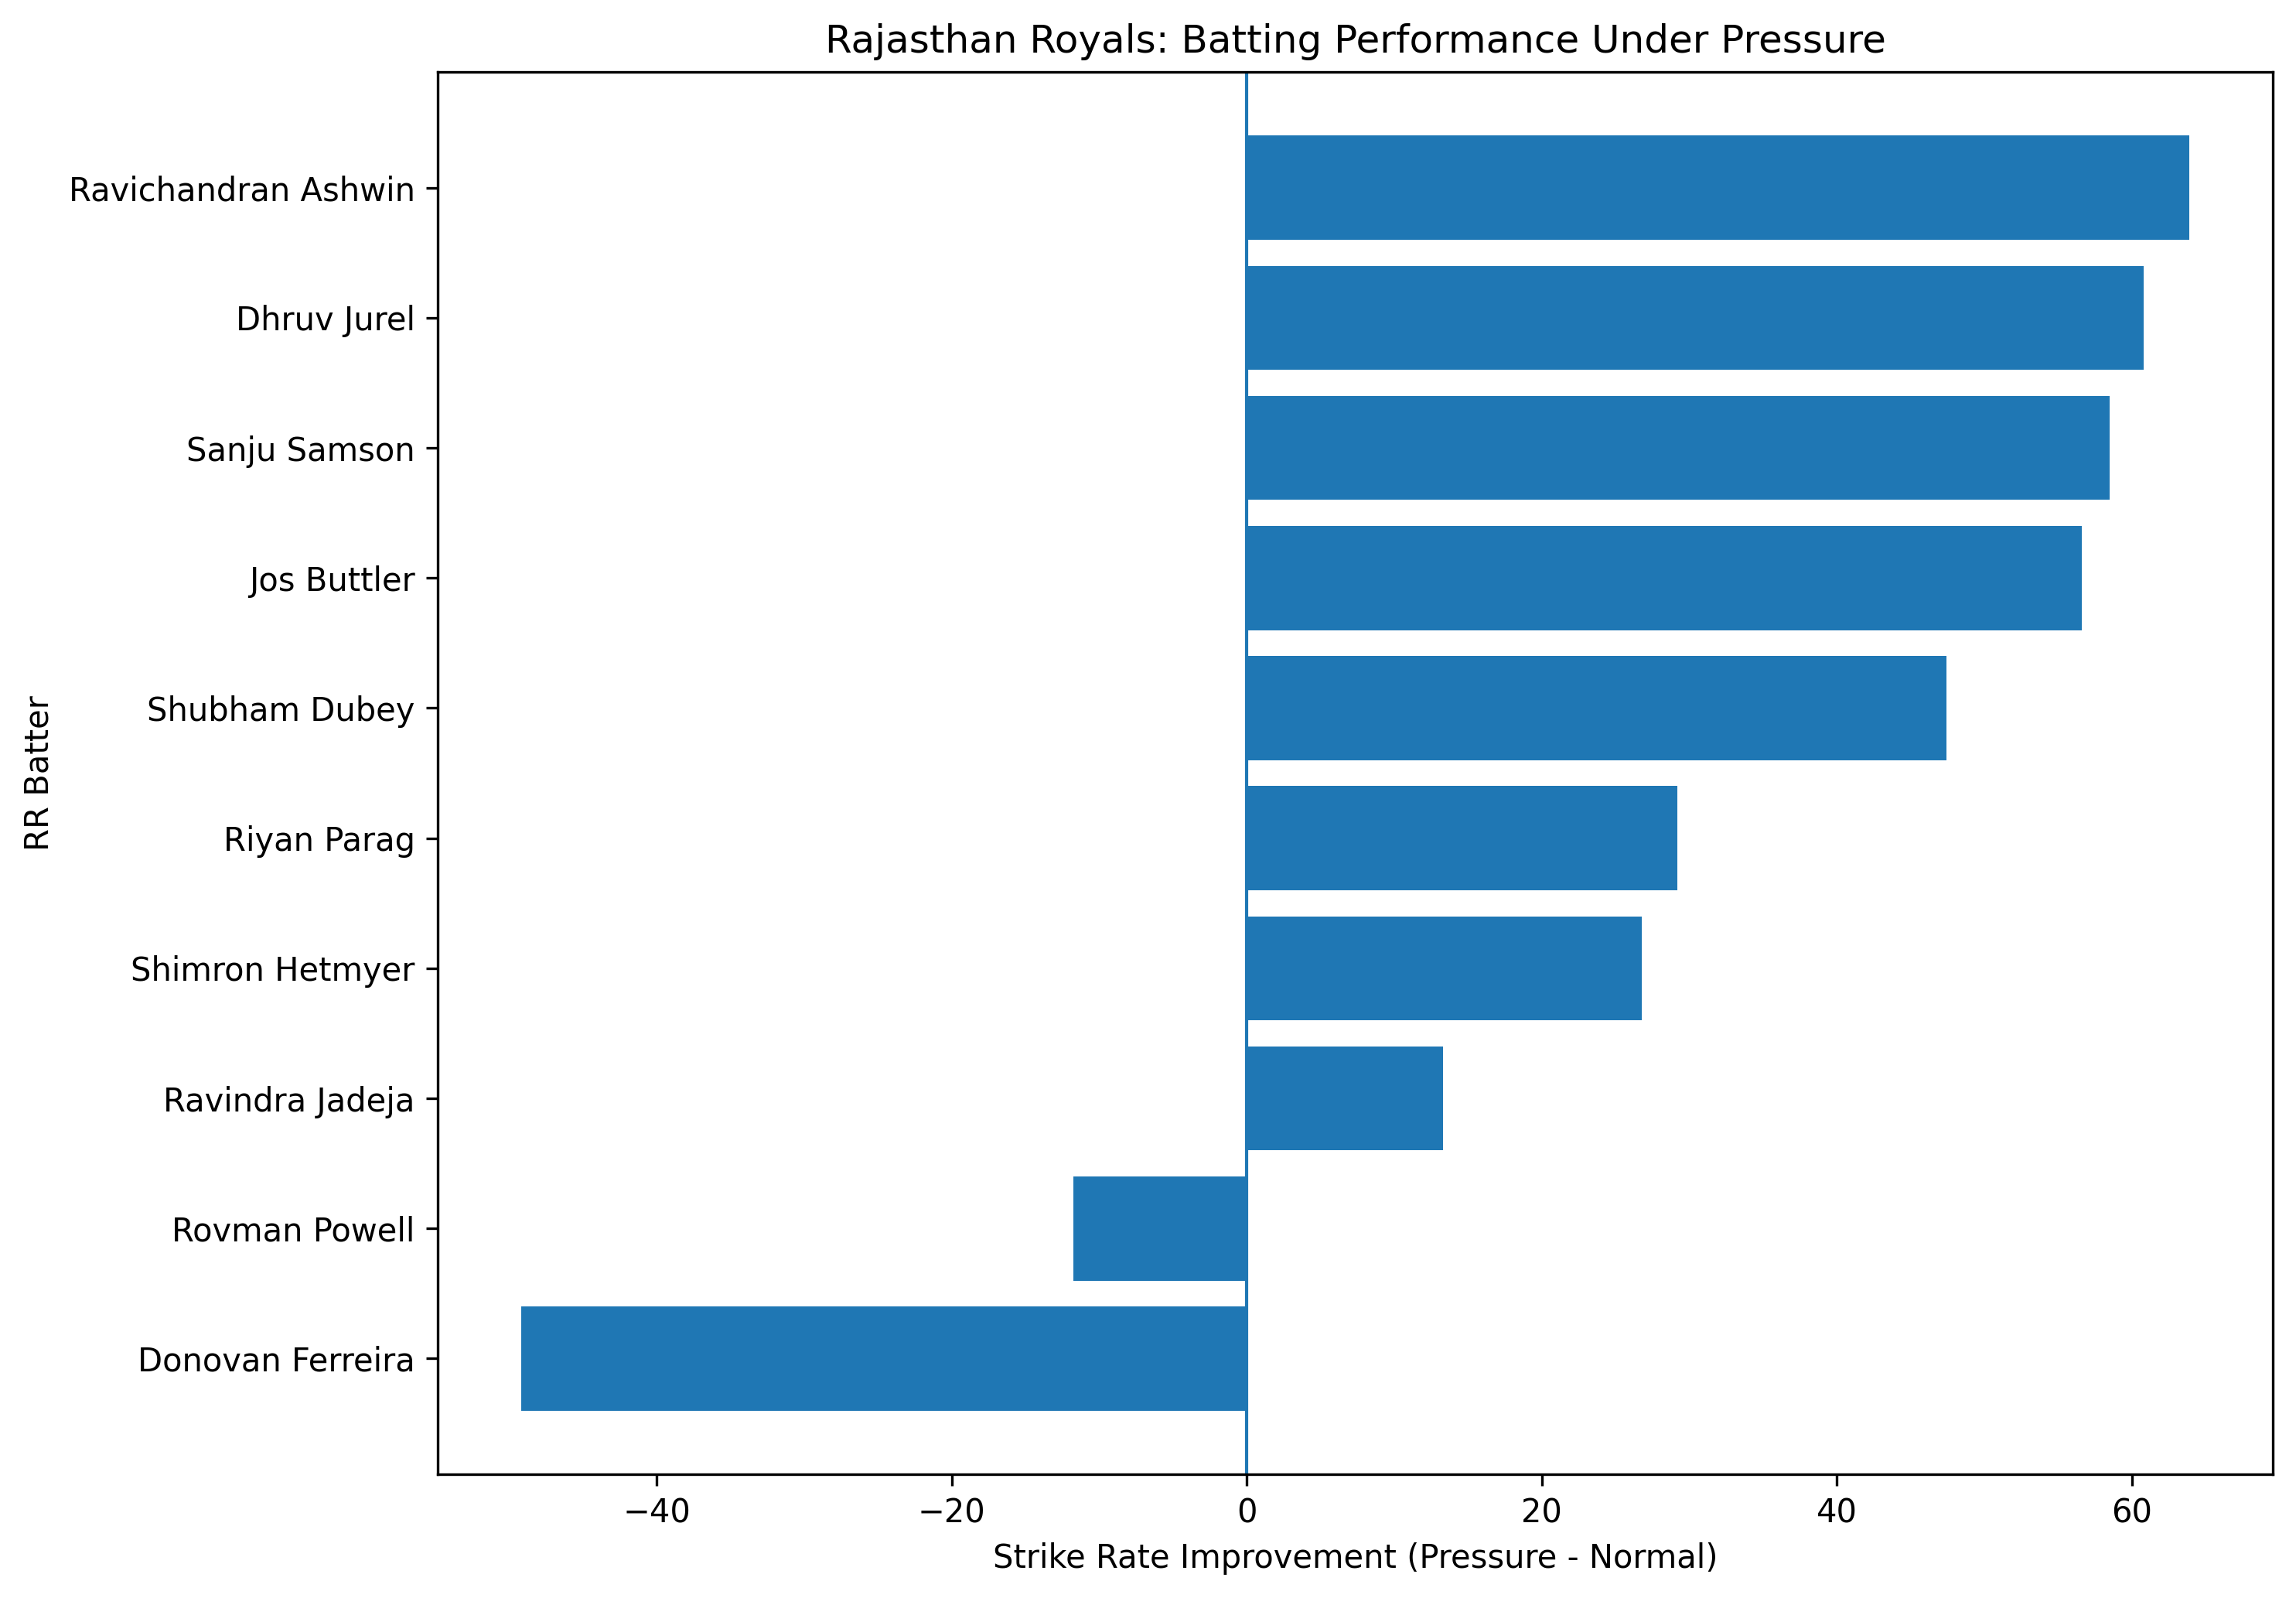 Rajasthan Royals: Batting Performance Under Pressure
RR Batter
Ravichandran Ashwin
Dhruv Jurel
Sanju Samson
Jos Buttler
Shubham Dubey
Riyan Parag
Shimron Hetmyer
Ravindra Jadeja
Rovman Powell
Donovan Ferreira
−40 −20 0 20 40 60
Strike Rate Improvement (Pressure - Normal)